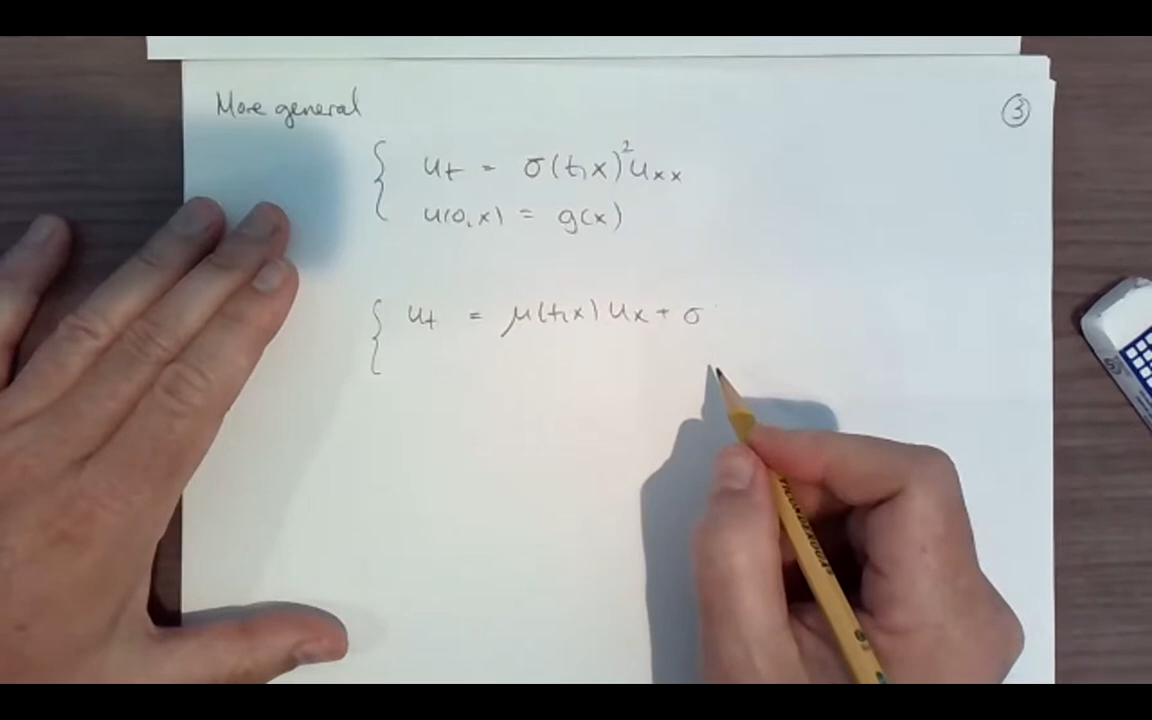 More general
③
{ u_t = σ(t,x)² u_xx
u(0,x) = g(x)
{ u_t = μ(t,x) u_x + σ